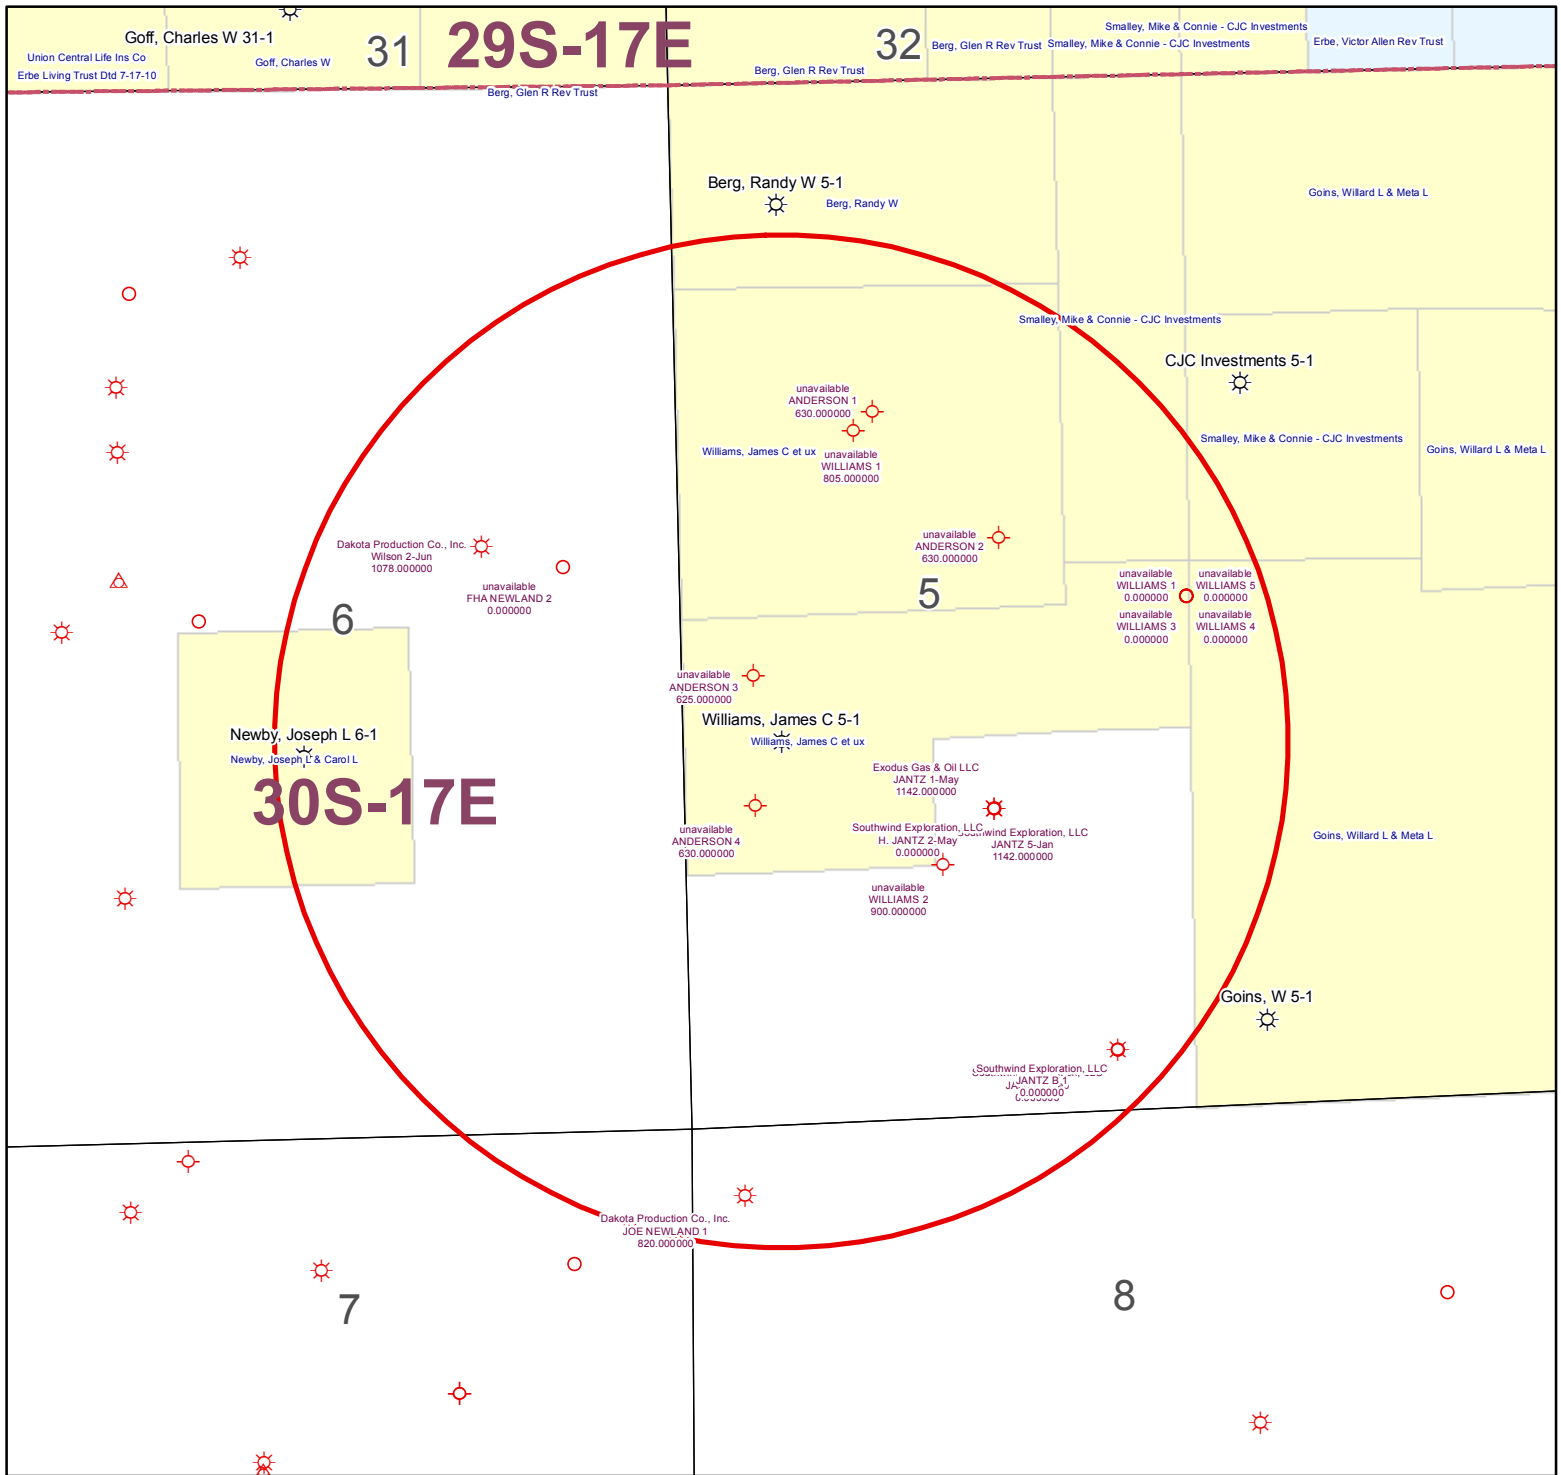 Goff, Charles W 31-1
Union Central Life Ins Co
Erbe Living Trust Dtd 7-17-10
Goff, Charles W
31
29S-17E
32
Berg, Glen R Rev Trust
Smalley, Mike & Connie - CJC Investments
Smalley, Mike & Connie - CJC Investments
Erbe, Victor Allen Rev Trust
Berg, Glen R Rev Trust
Berg, Glen R Rev Trust
Berg, Randy W 5-1
Berg, Randy W
Goins, Willard L & Meta L
Smalley, Mike & Connie - CJC Investments
CJC Investments 5-1
unavailable
ANDERSON 1
630.000000
Williams, James C et ux
unavailable
WILLIAMS 1
805.000000
Smalley, Mike & Connie - CJC Investments
Goins, Willard L & Meta L
Dakota Production Co., Inc.
Wilson 2-Jun
1078.000000
unavailable
FHA NEWLAND 2
0.000000
unavailable
ANDERSON 2
630.000000
5
6
unavailable
WILLIAMS 1
0.000000
unavailable
WILLIAMS 5
0.000000
unavailable
WILLIAMS 3
0.000000
unavailable
WILLIAMS 4
0.000000
unavailable
ANDERSON 3
625.000000
Williams, James C 5-1
Williams, James C et ux
Newby, Joseph L 6-1
Newby, Joseph L & Carol L
30S-17E
Exodus Gas & Oil LLC
JANTZ 1-May
1142.000000
Southwind Exploration, LLC
H. JANTZ 2-May
0.000000
Southwind Exploration, LLC
JANTZ 5-Jan
1142.000000
unavailable
ANDERSON 4
630.000000
Goins, Willard L & Meta L
unavailable
WILLIAMS 2
900.000000
Goins, W 5-1
Southwind Exploration, LLC
JANTZ B 1
0.000000
Dakota Production Co., Inc.
JOE NEWLAND 1
820.000000
7
8